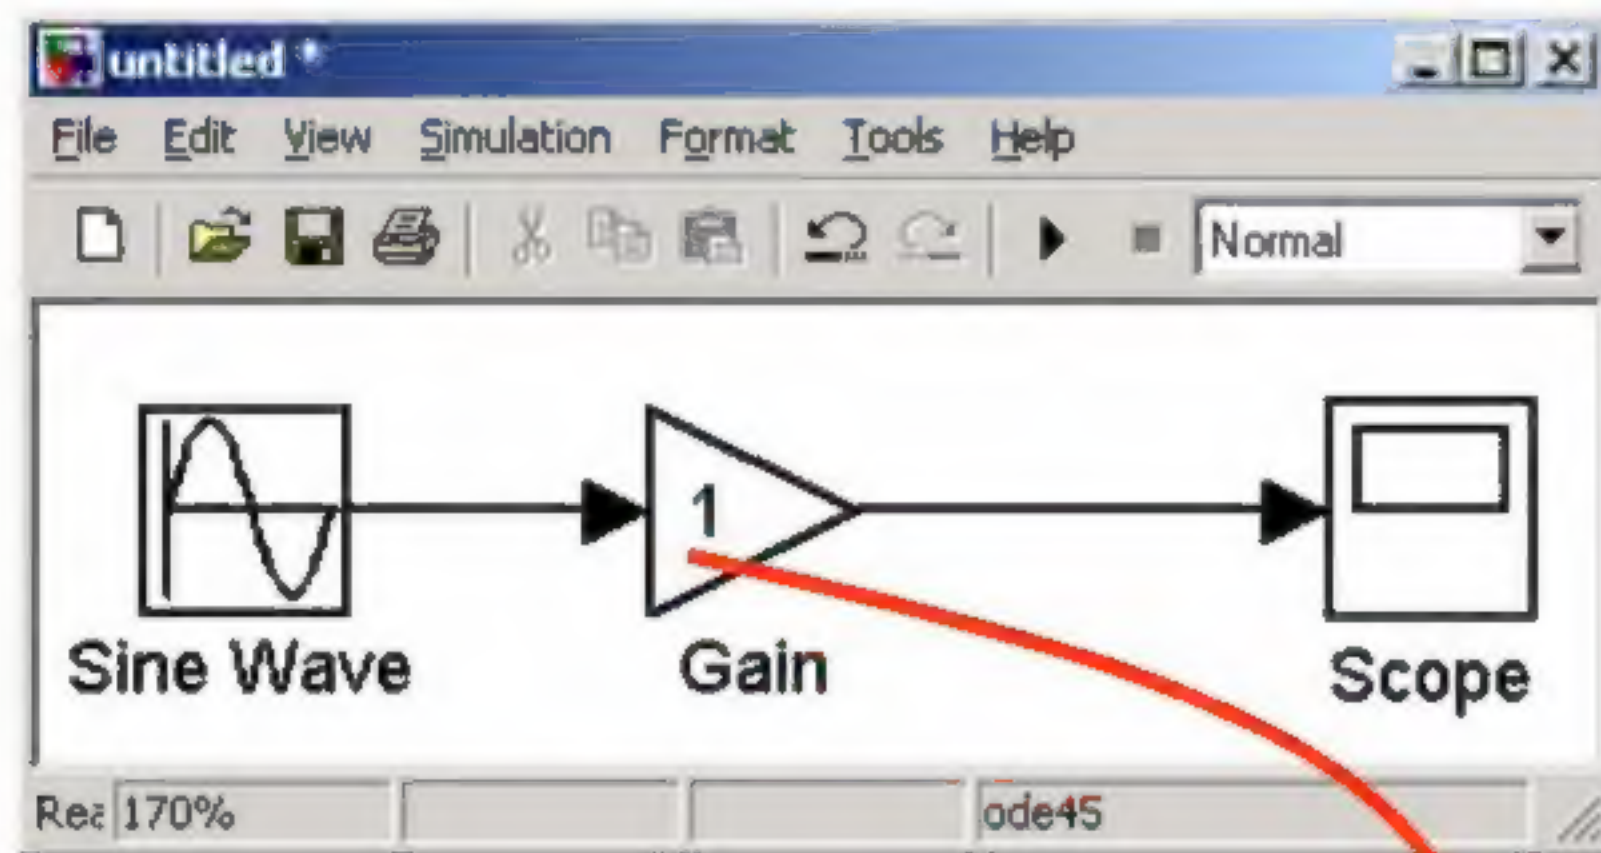 untitled *
File Edit View Simulation Format Tools Help
Normal
1
Sine Wave Gain Scope
170% ode45